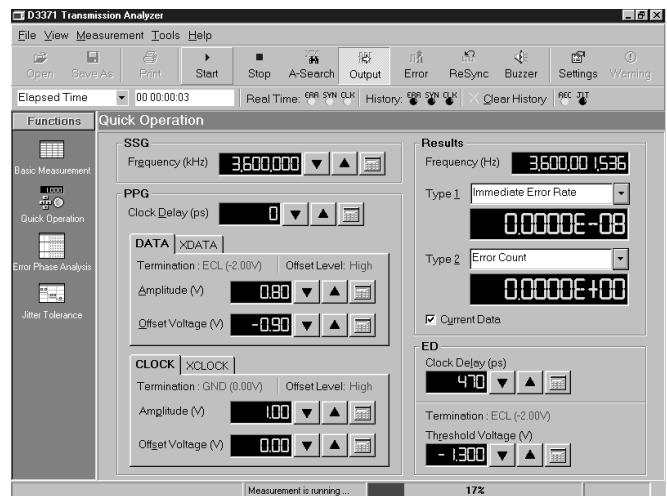 D3371 Transmission Analyzer
File View Measurement Tools Help
Open Save As Print Start Stop A-Search Output Error ReSync Buzzer Settings Warning
Elapsed Time 00 00:00:03 Real Time: ERR SYN CLK History: ERR SYN CLK Clear History REC JLT
Functions
Basic Measurement
1000
Quick Operation
Error Phase Analysis
Jitter Tolerance
Quick Operation
SSG
Frequency (kHz) 3,600,000
PPG
Clock Delay (ps) 0
DATA XDATA
Termination : ECL (-2.00V) Offset Level: High
Amplitude (V) 0.80
Offset Voltage (V) -0.90
CLOCK XCLOCK
Termination : GND (0.00V) Offset Level: High
Amplitude (V) 1.00
Offset Voltage (V) 0.00
Results
Frequency (Hz) 3,600,001,536
Type 1 Immediate Error Rate
0.0000E-08
Type 2 Error Count
0.0000E+00
Current Data
ED
Clock Delay (ps)
470
Termination : ECL (-2.00V)
Threshold Voltage (V)
- 1.300
Measurement is running ... 17%